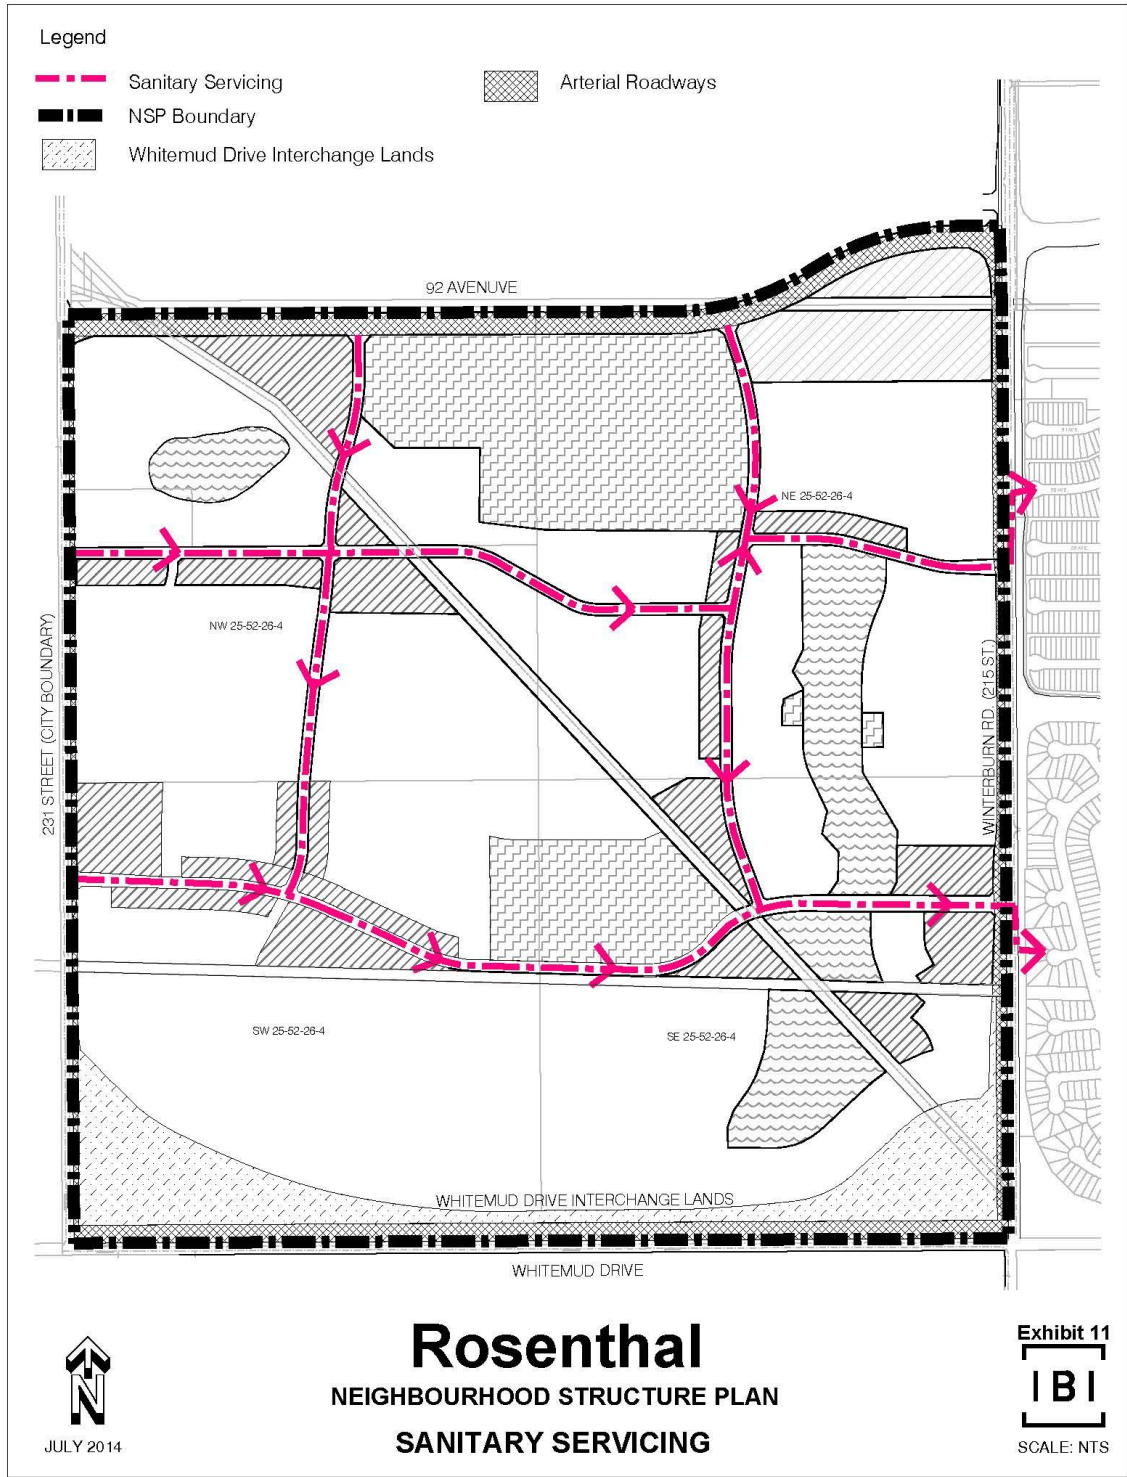 Legend
Sanitary Servicing
Arterial Roadways
NSP Boundary
Whitemud Drive Interchange Lands
92 AVENUVE
NE 25-52-26-4
NW 25-52-26-4
231 STREET (CITY BOUNDARY)
WINTERBURN RD. (215 ST.)
SW 25-52-26-4
SE 25-52-26-4
WHITEMUD DRIVE INTERCHANGE LANDS
WHITEMUD DRIVE
Rosenthal
NEIGHBOURHOOD STRUCTURE PLAN
SANITARY SERVICING
N
JULY 2014
Exhibit 11
IBI
SCALE: NTS